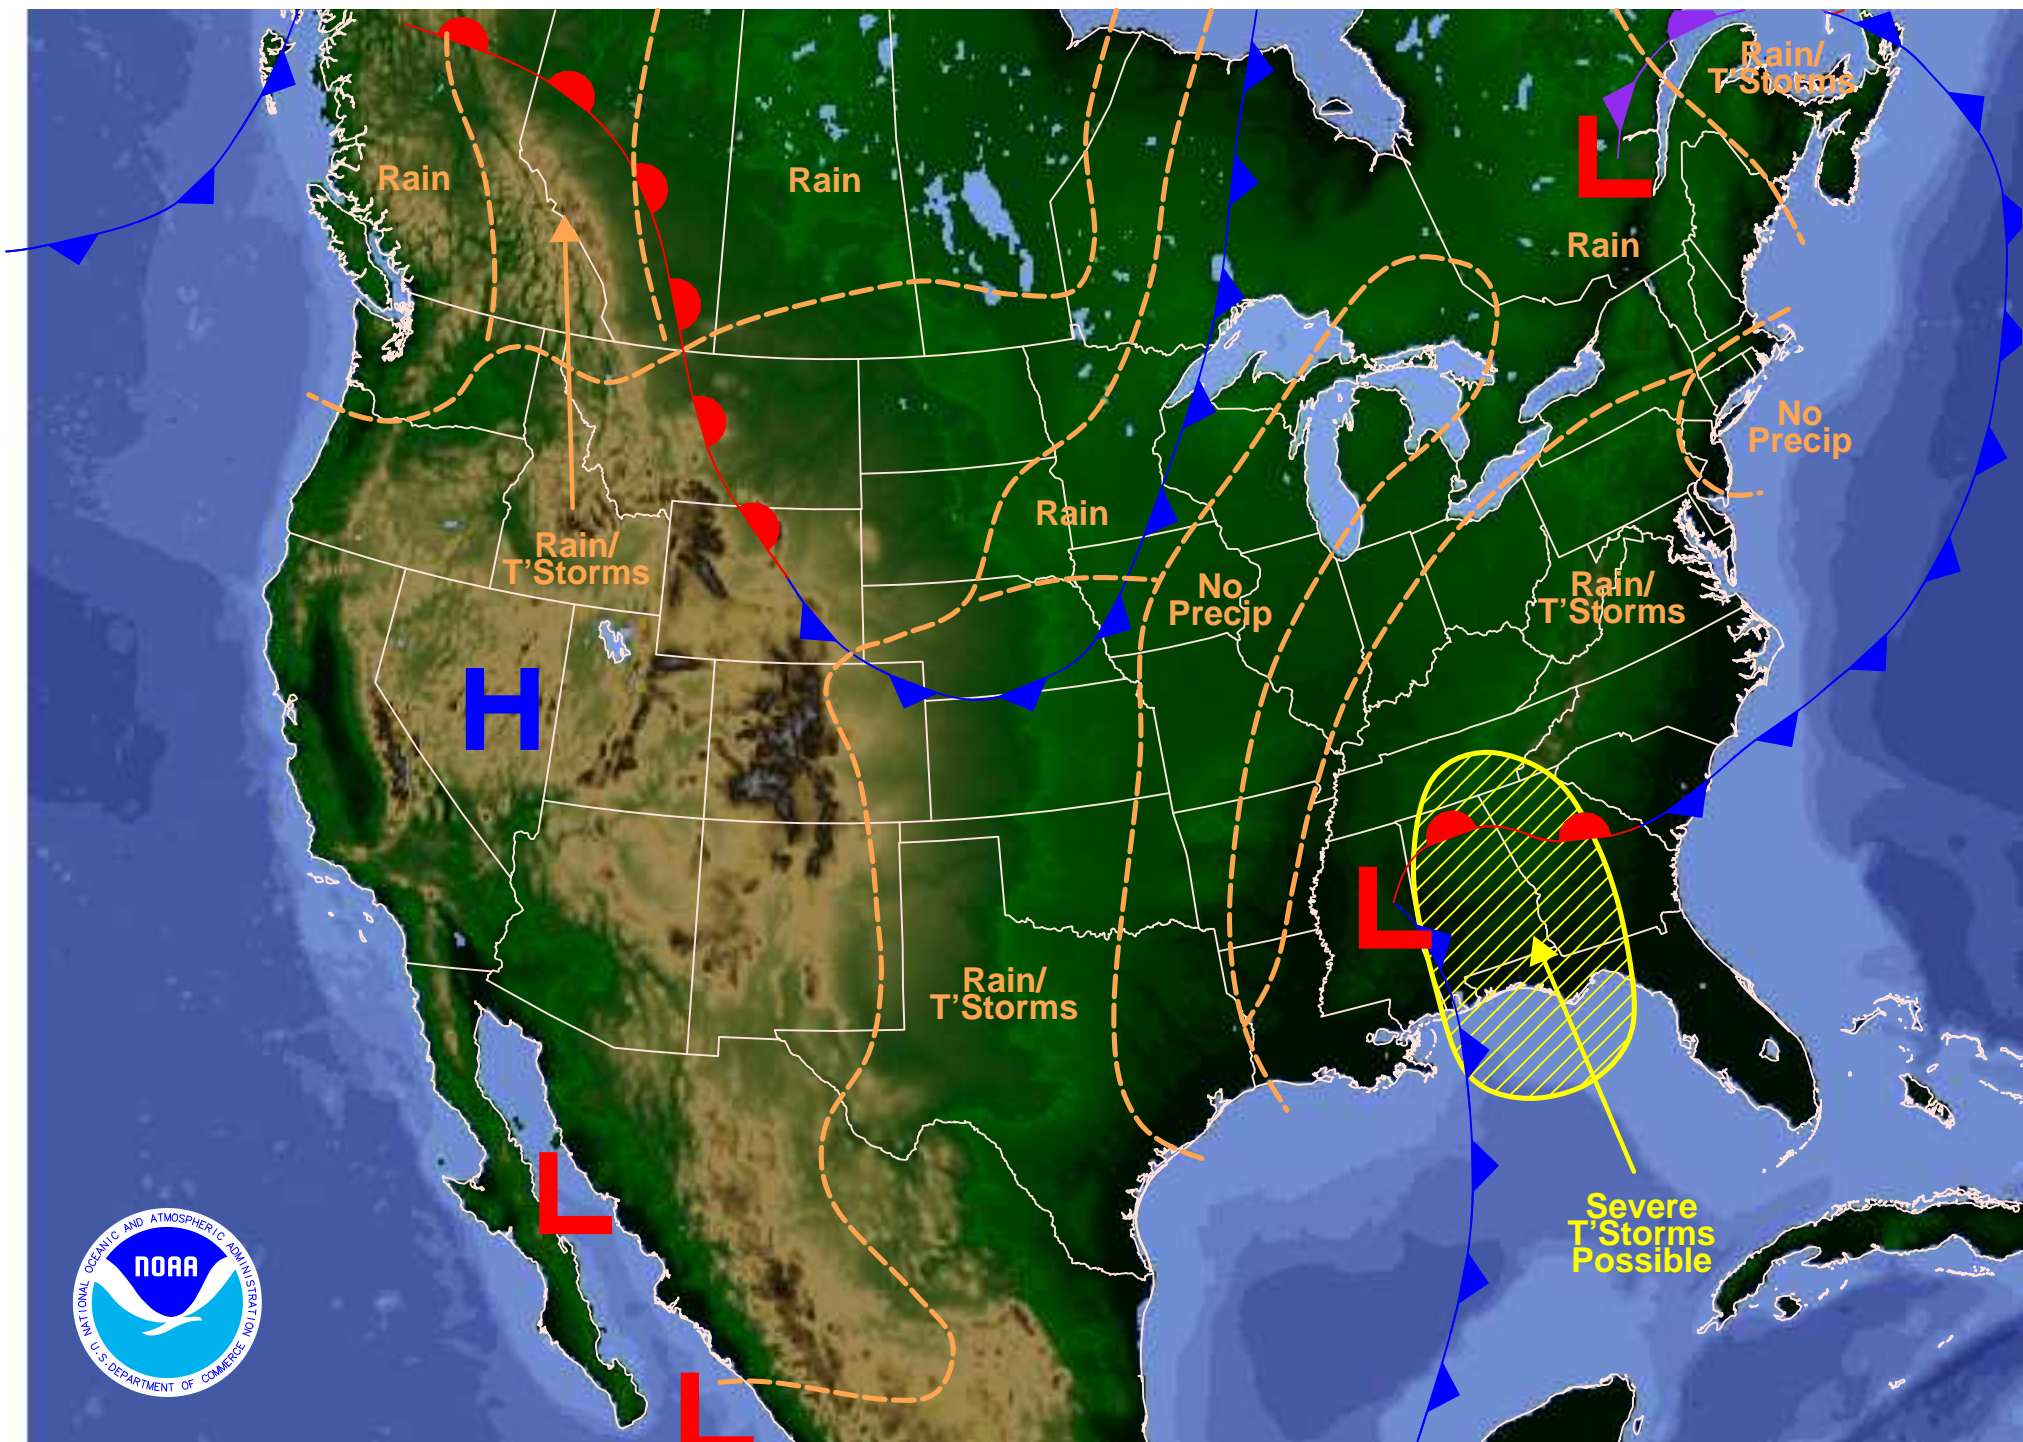 Rain/
T'Storms
Rain
Rain
Rain
No
Precip
Rain
Rain/
T'Storms
No
Precip
Rain/
T'Storms
H
L
L
Rain/
T'Storms
L
L
Severe
T'Storms
Possible
NATIONAL OCEANIC AND ATMOSPHERIC ADMINISTRATION
NOAA
U.S. DEPARTMENT OF COMMERCE